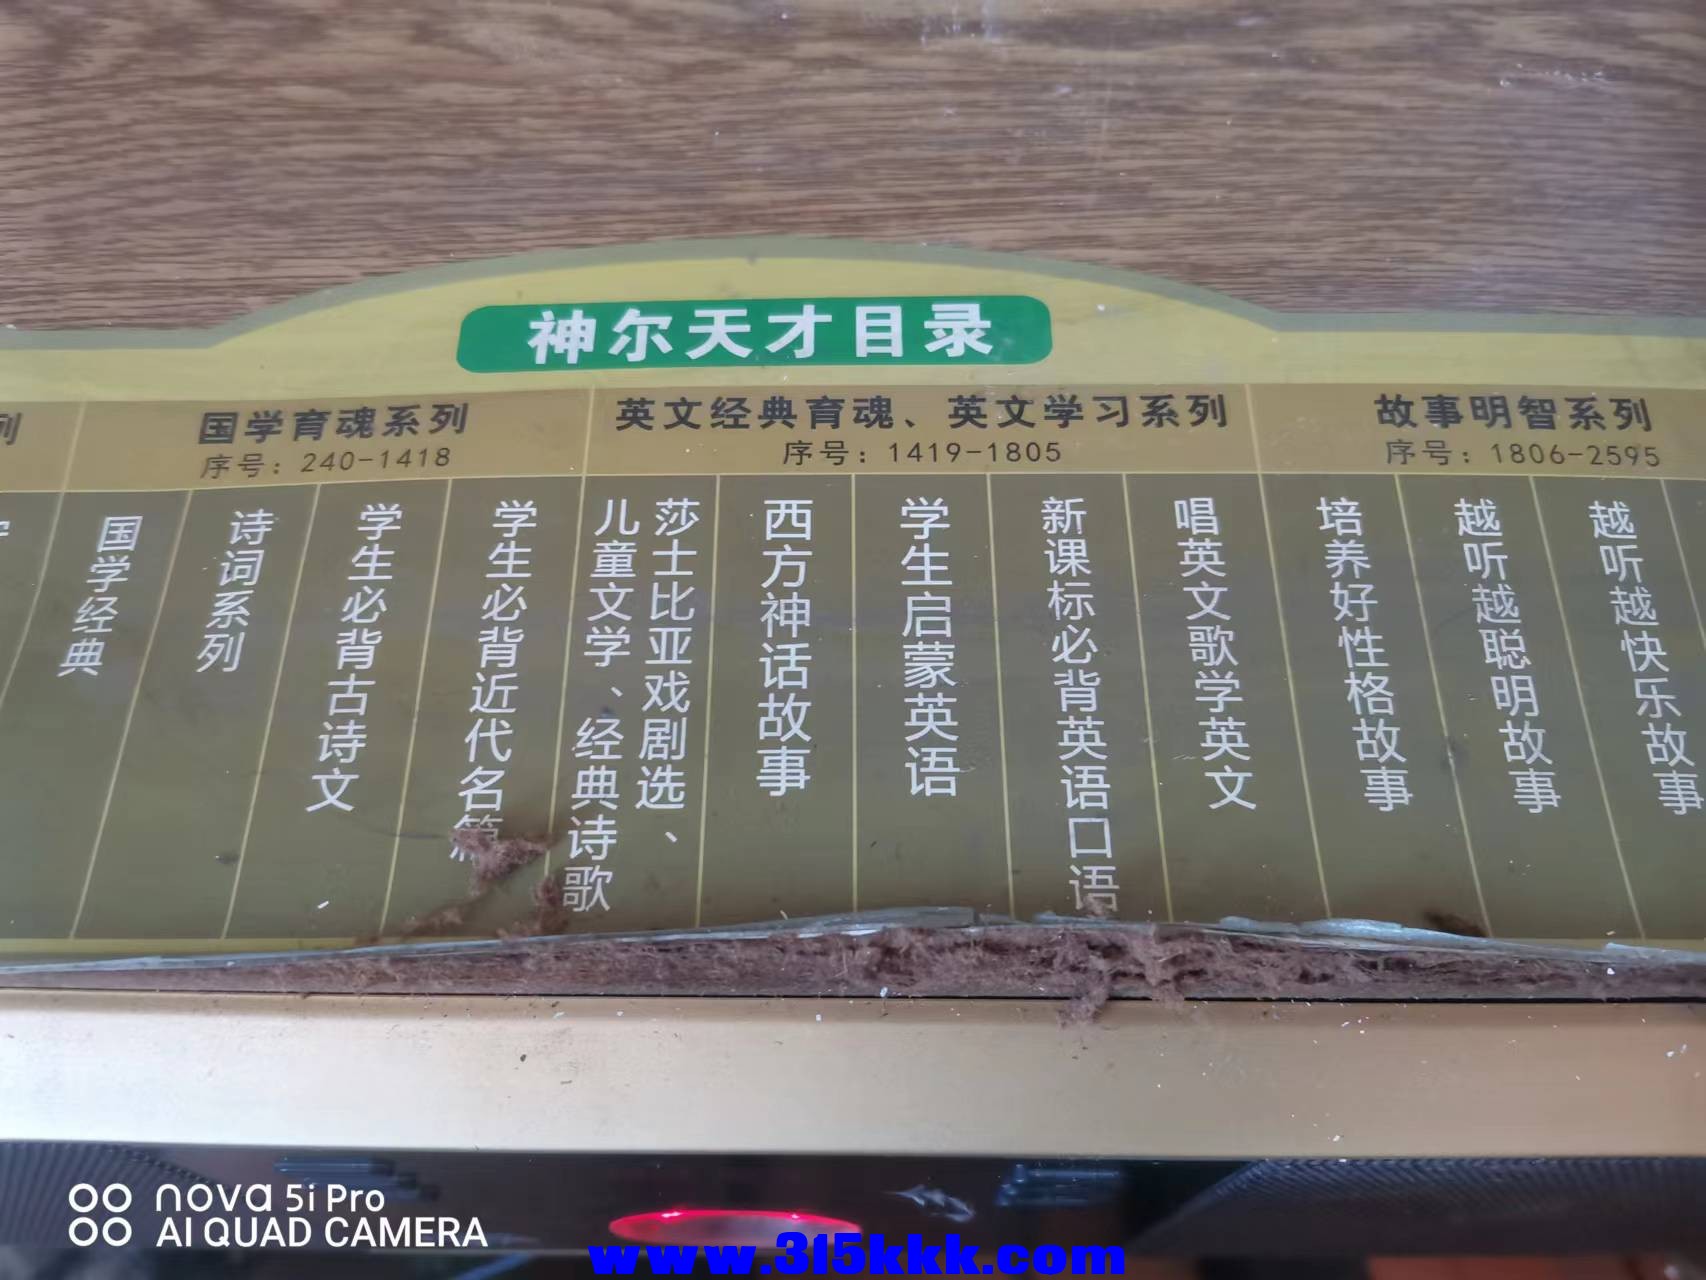 神尔天才目录
列
国学育魂系列
序号：240-1418
英文经典育魂、英文学习系列
序号：1419-1805
故事明智系列
序号：1806-2595
国学经典
诗词系列
学生必背古诗文
学生必背近代名篇
莎士比亚戏剧选、
儿童文学、经典诗歌
西方神话故事
学生启蒙英语
新课标必背英语口语
唱英文歌学英文
培养好性格故事
越听越聪明故事
越听越快乐故事
nova 5i Pro
AI QUAD CAMERA
www.315kkk.com